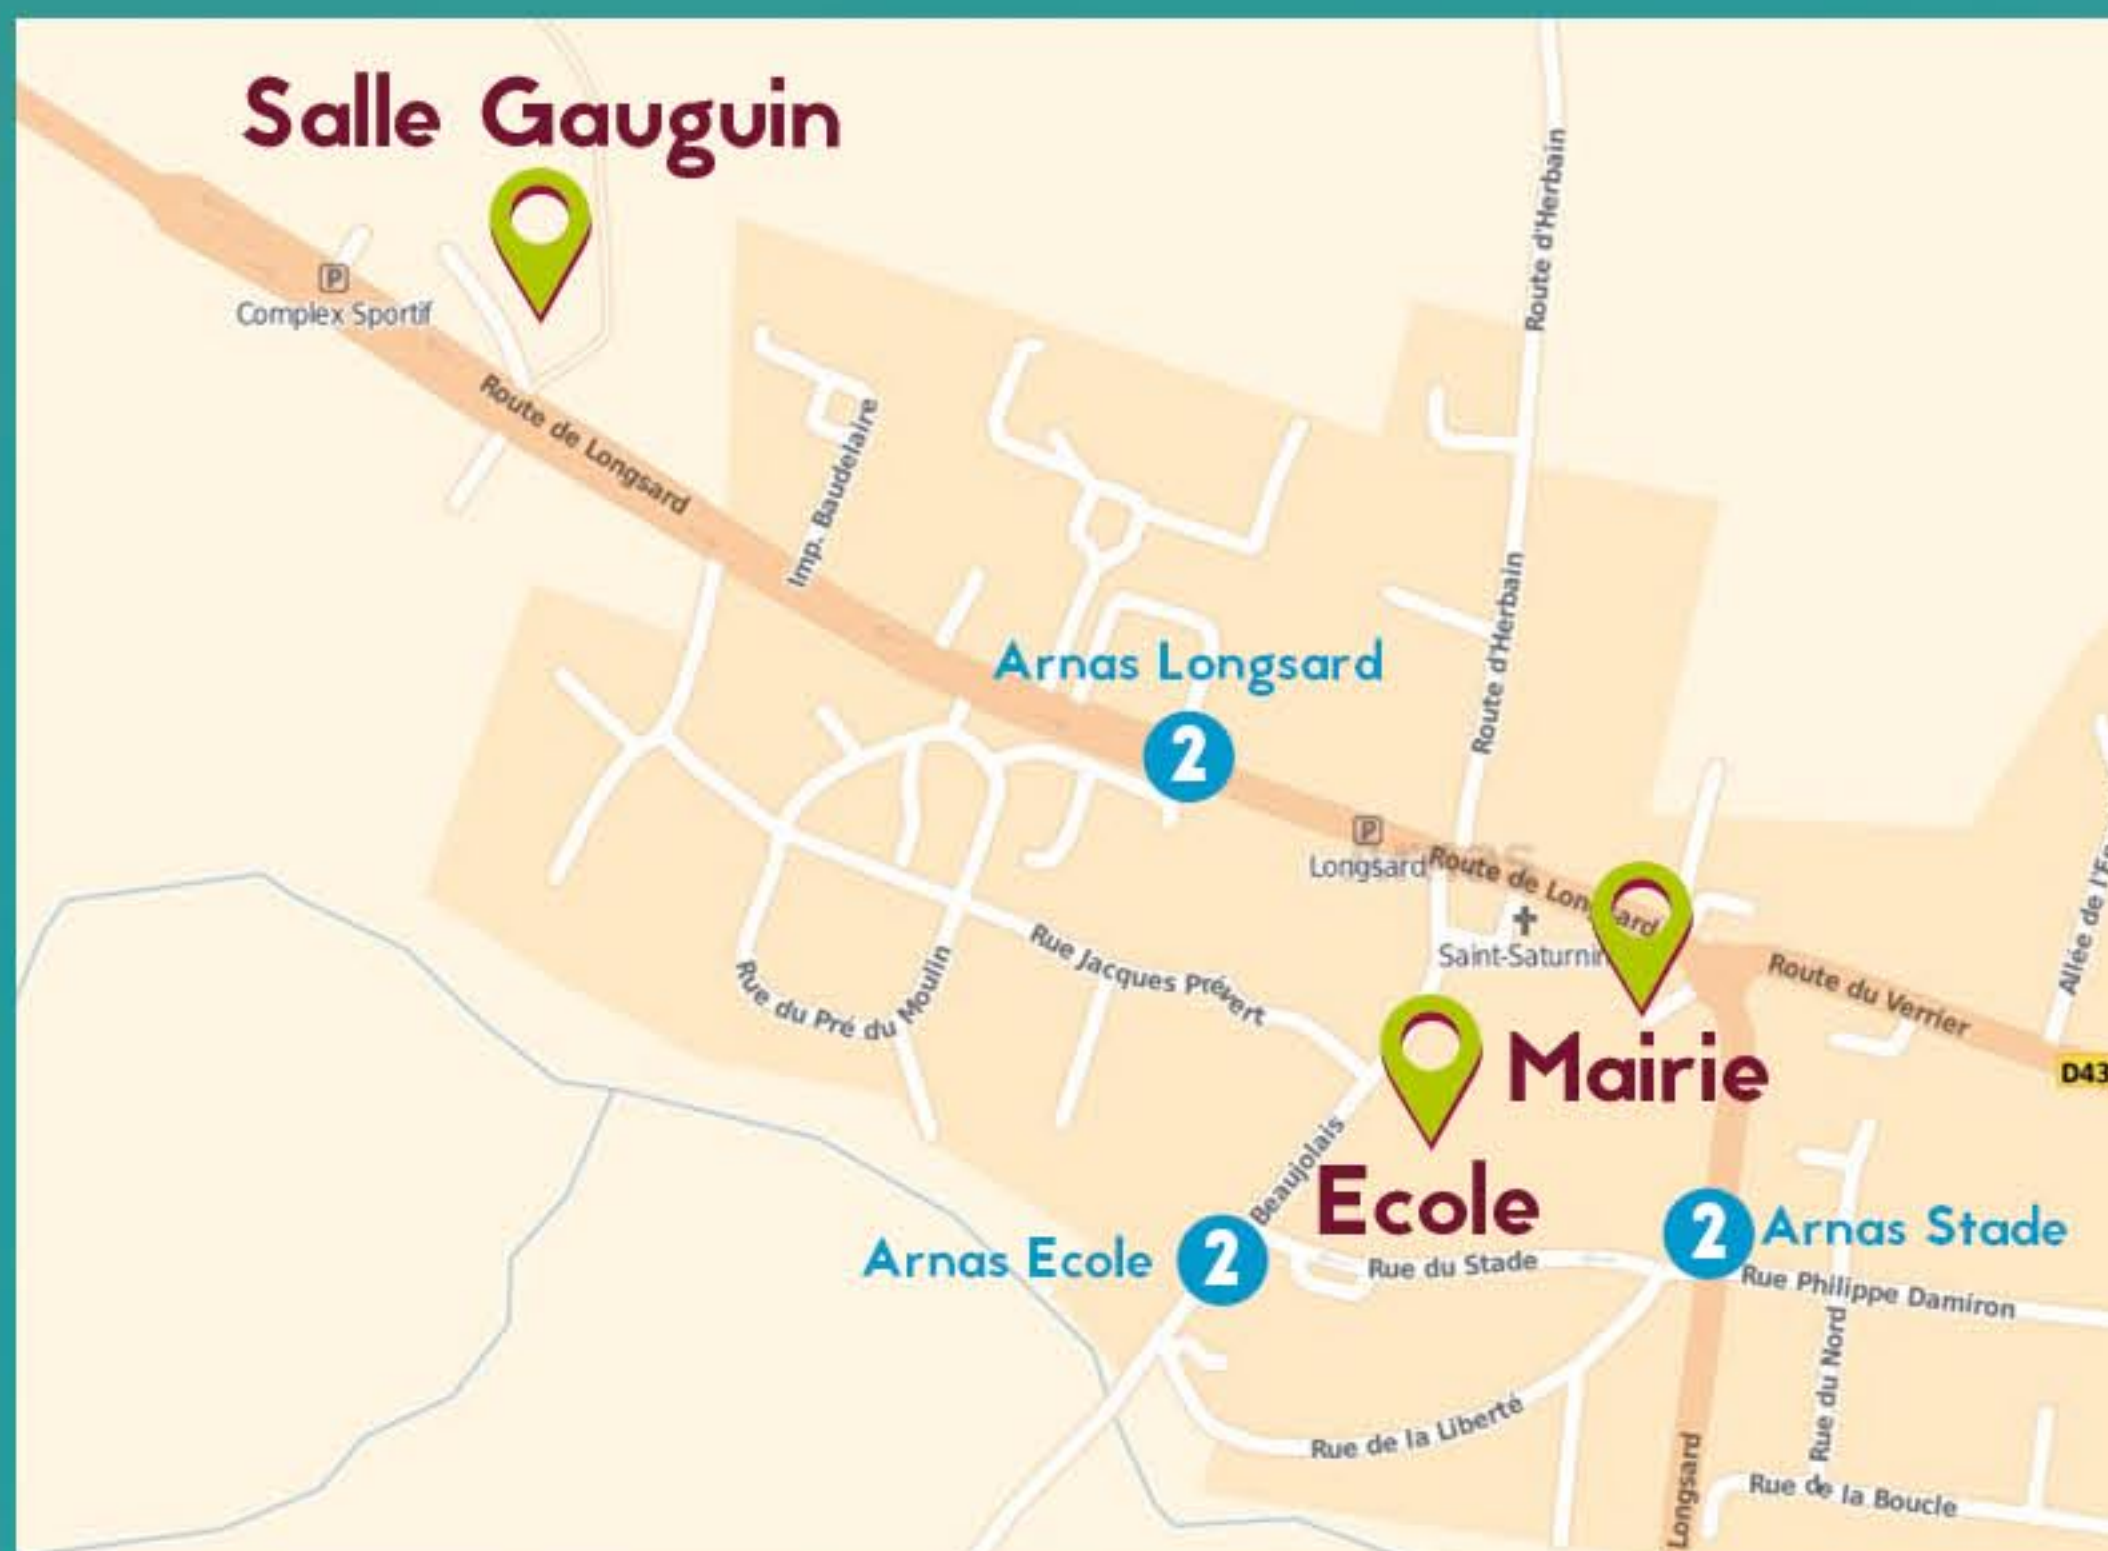 Salle Gauguin
Route d'Herbain
P
Complex Sportif
Route de Longsard
Imp. Baudelaire
Route d'Herbain
Arnas Longsard
2
P
Longsard
Route de Longsard
Saint-Saturnin
Route du Verrier
Rue Jacques Prévert
Rue du Pré du Moulin
Mairie
D43
Beaujolais
Ecole
Arnas Ecole
2
2
Arnas Stade
Rue du Stade
Rue Philippe Damiron
Rue du Nord
Rue de la Liberté
Rue de la Boucle
Longsard